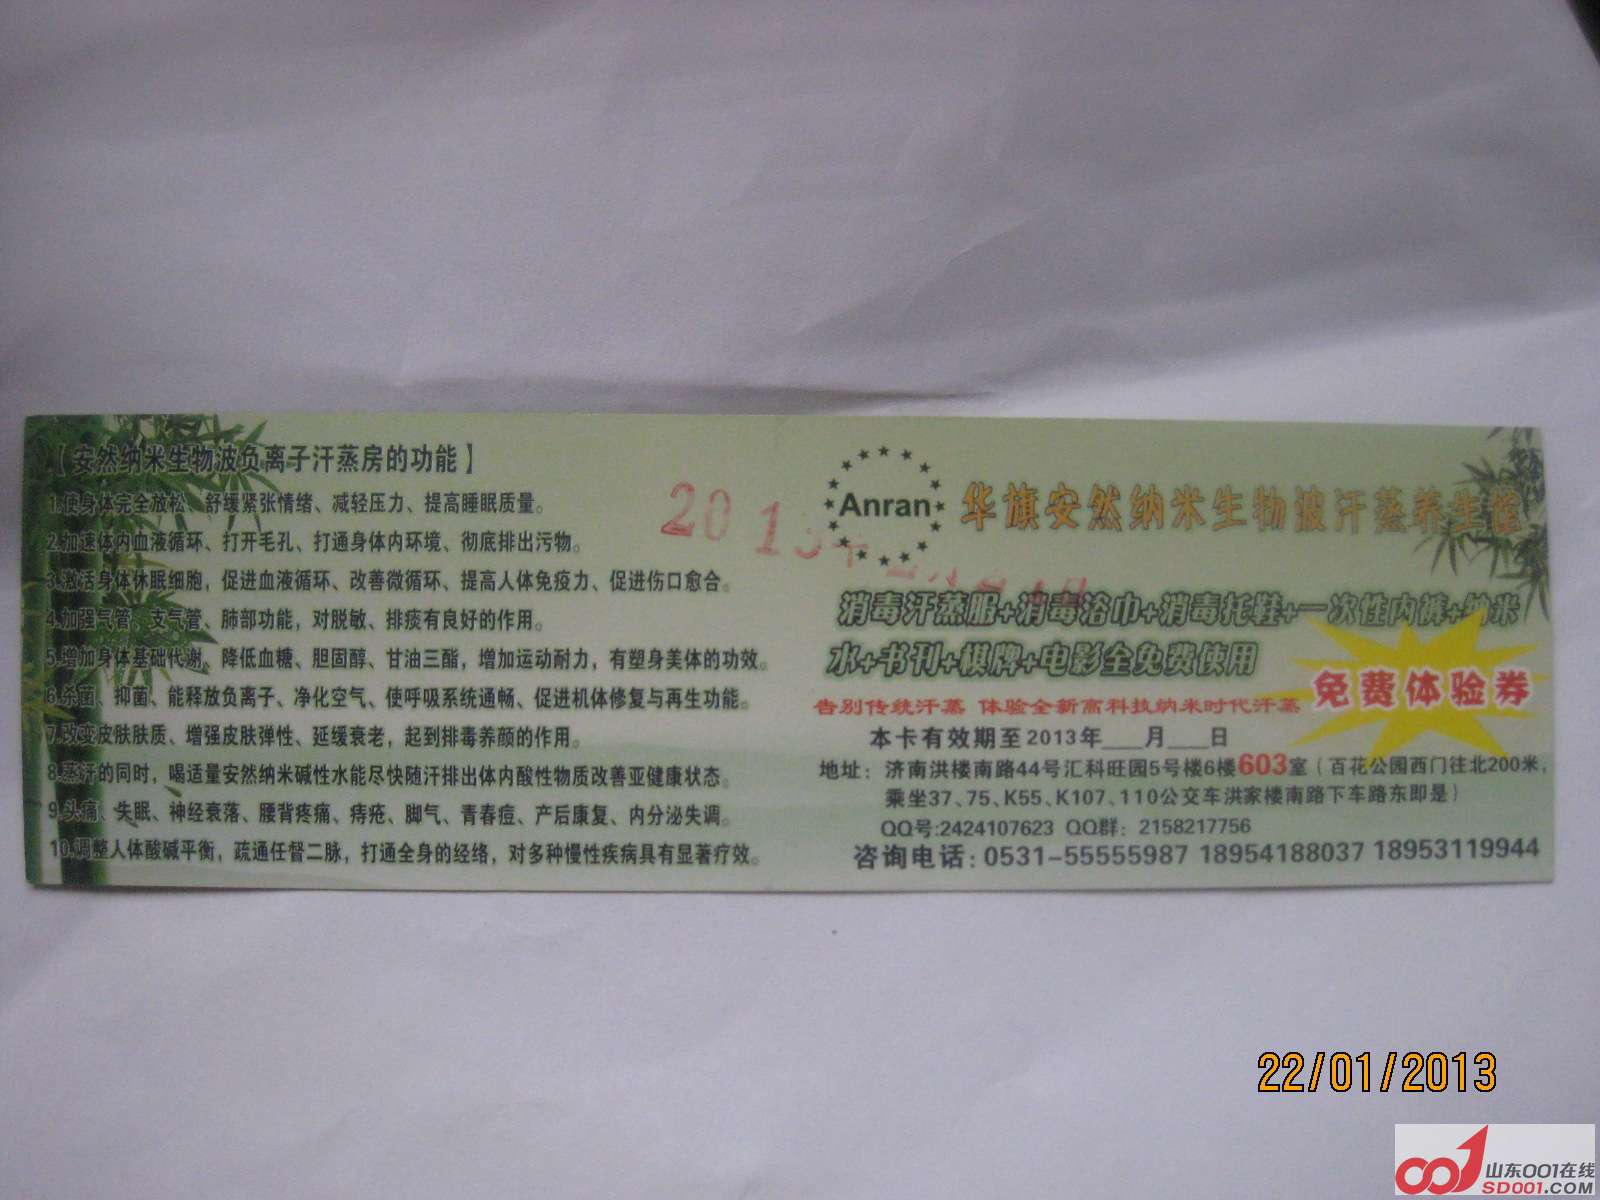 【安然纳米生物波负离子汗蒸房的功能】
1.使身体完全放松、舒缓紧张情绪、减轻压力、提高睡眠质量。
2.加速体内血液循环、打开毛孔、打通身体内环境、彻底排出污物。
3.激活身体休眠细胞，促进血液循环、改善微循环、提高人体免疫力、促进伤口愈合。
4.加强气管、支气管、肺部功能，对脱敏、排痰有良好的作用。
5.增加身体基础代谢、降低血糖、胆固醇、甘油三酯，增加运动耐力，有塑身美体的功效。
6.杀菌、抑菌、能释放负离子、净化空气、使呼吸系统通畅、促进机体修复与再生功能。
7.改变皮肤肤质、增强皮肤弹性、延缓衰老，起到排毒养颜的作用。
8.蒸汗的同时，喝适量安然纳米碱性水能尽快随汗排出体内酸性物质改善亚健康状态。
9.头痛、失眠、神经衰落、腰背疼痛、痔疮、脚气、青春痘、产后康复、内分泌失调。
10.调整人体酸碱平衡，疏通任督二脉，打通全身的经络，对多种慢性疾病具有显著疗效。
2013
Anran
华旗安然纳米生物波汗蒸养生馆
消毒汗蒸服+消毒浴巾+消毒托鞋+一次性内裤+纳米
水+书刊+棋牌+电影全免费使用
免费体验券
告别传统汗蒸 体验全新高科技纳米时代汗蒸
本卡有效期至2013年___月___日
地址：济南洪楼南路44号汇科旺园5号楼6楼603室（百花公园西门往北200米，
乘坐37、75、K55、K107、110公交车洪家楼南路下车路东即是）
QQ号:2424107623 QQ群：2158217756
咨询电话：0531-55555987 18954188037 18953119944
22/01/2013
山东001在线
SD001.COM